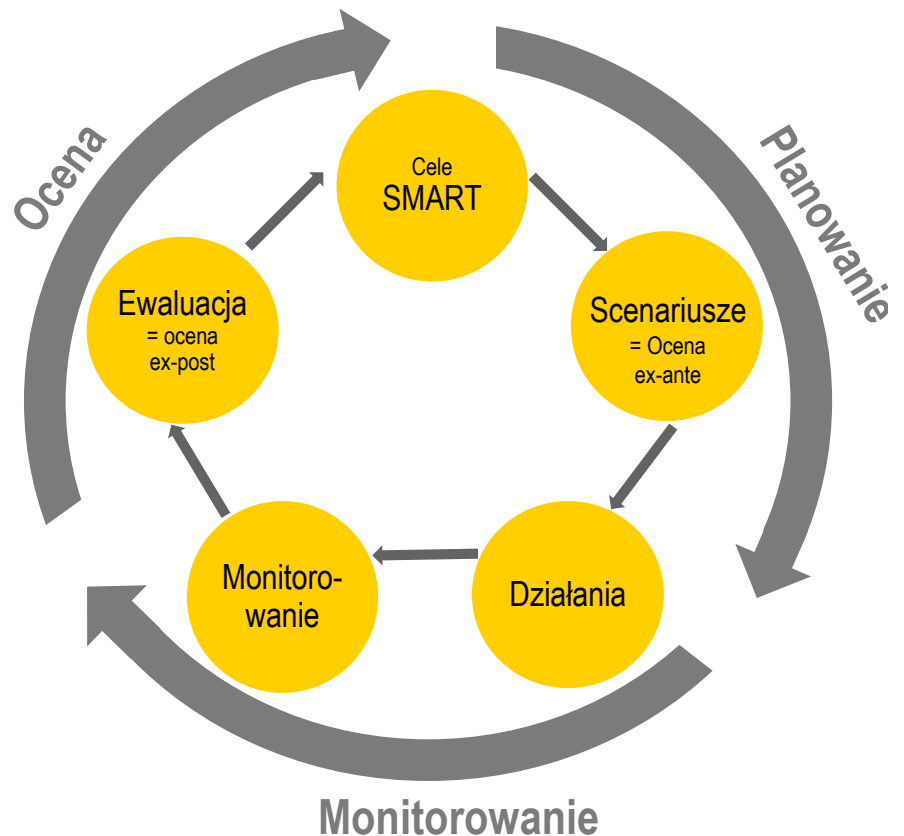 Ocena
Planowanie
Cele
SMART
Ewaluacja
= ocena
ex-post
Scenariusze
= Ocena
ex-ante
Monitoro-
wanie
Działania
Monitorowanie